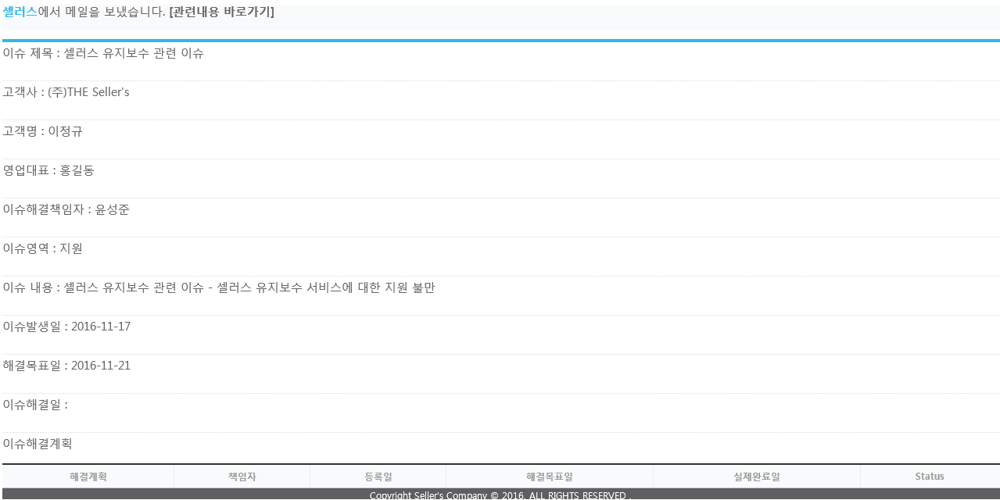 셀러스에서 메일을 보냈습니다. [관련내용 바로가기]
이슈 제목 : 셀러스 유지보수 관련 이슈
고객사 : (주)THE Seller's
고객명 : 이정규
영업대표 : 홍길동
이슈해결책임자 : 윤성준
이슈영역 : 지원
이슈 내용 : 셀러스 유지보수 관련 이슈 - 셀러스 유지보수 서비스에 대한 지원 불만
이슈발생일 : 2016-11-17
해결목표일 : 2016-11-21
이슈해결일 :
이슈해결계획
해결계획 책임자 등록일 해결목표일 실제완료일 Status
Copyright Seller's Company © 2016. ALL RIGHTS RESERVED .